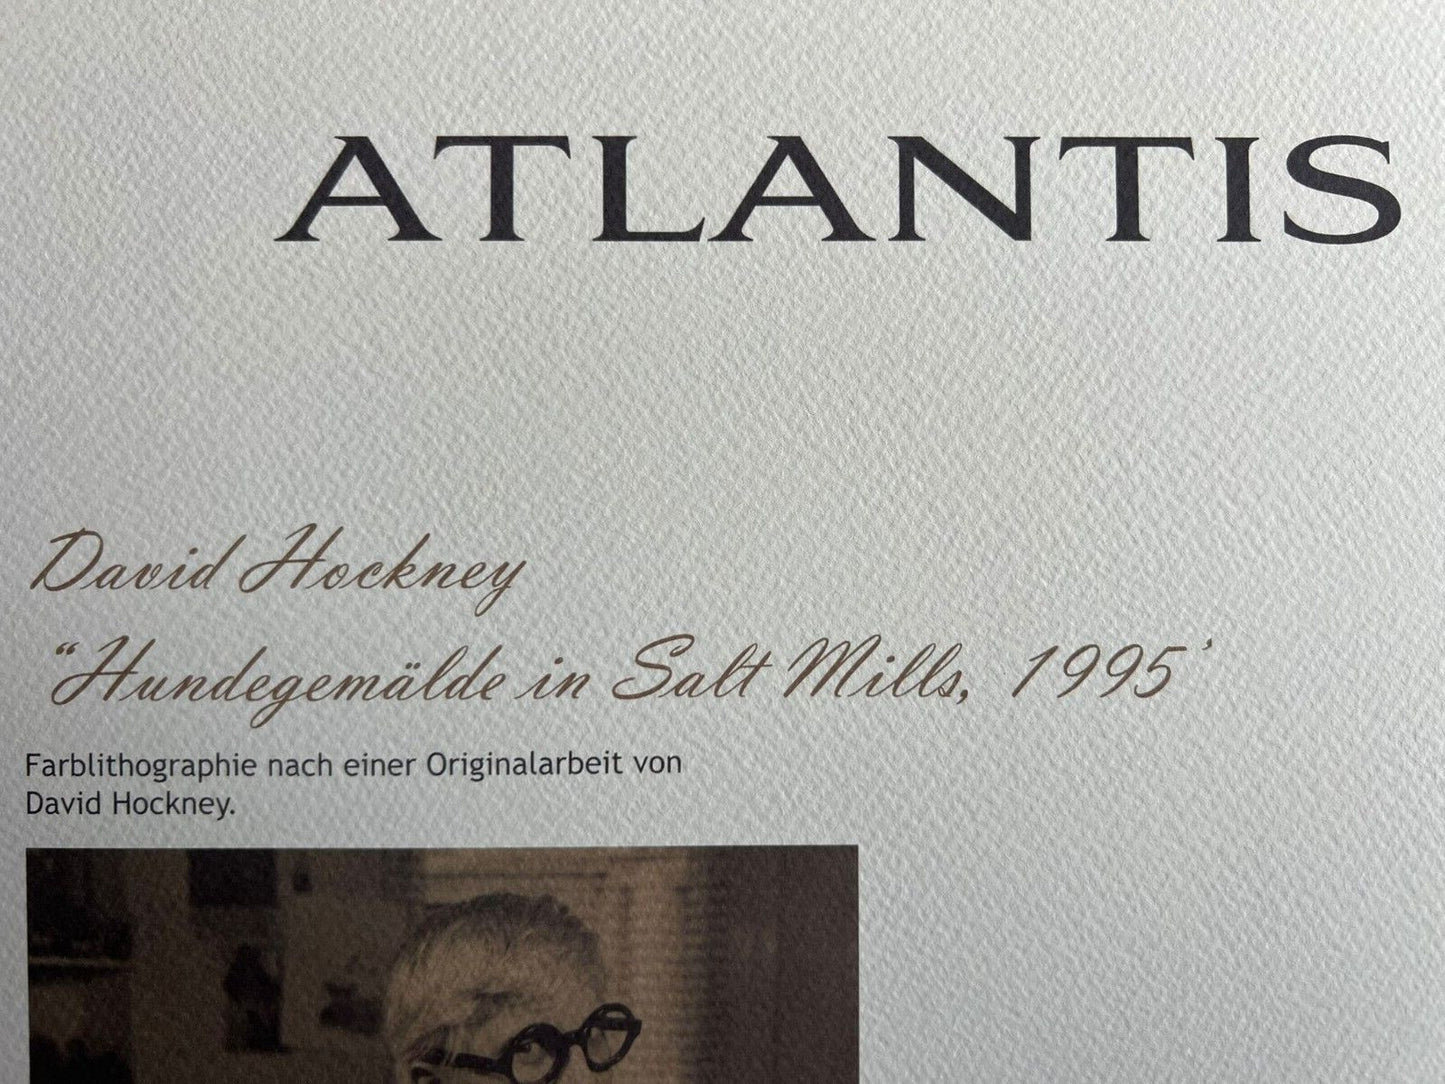 ATLANTIS
David Hockney
“Hundegemälde in Salt Mills, 1995’
Farblithographie nach einer Originalarbeit von
David Hockney.